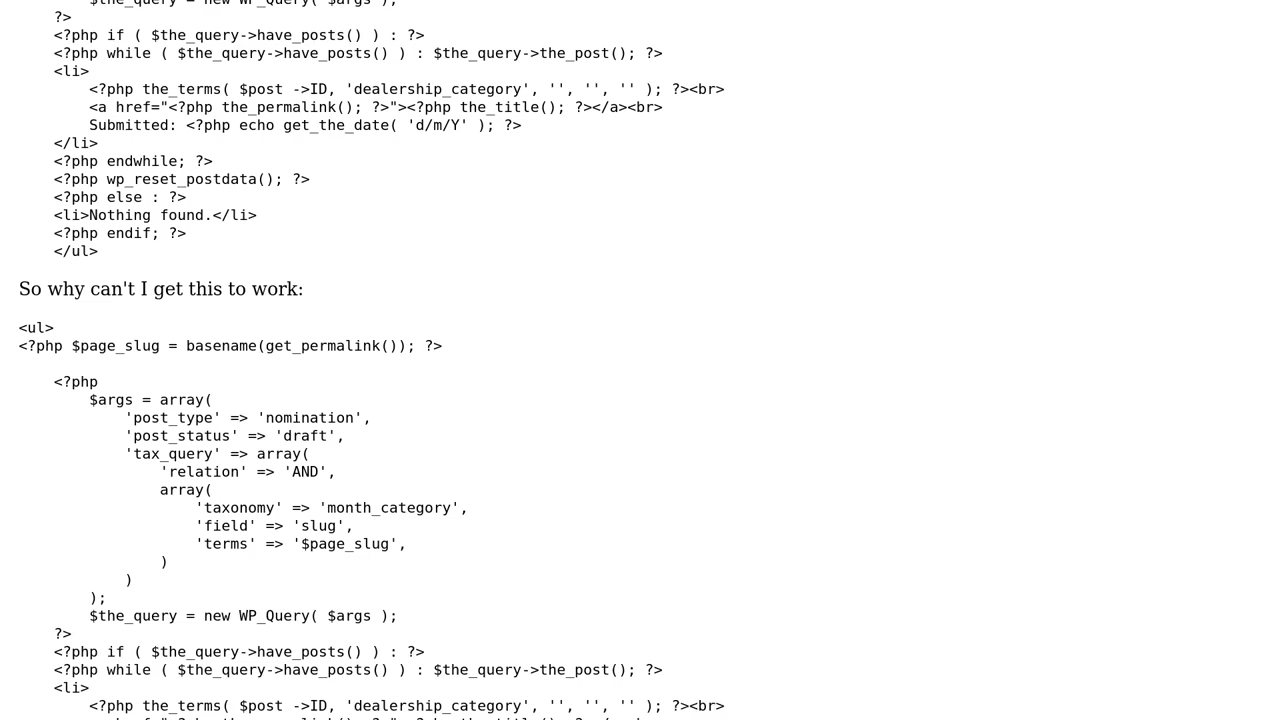 $the_query = new WP_Query( $args );
?>
<?php if ( $the_query->have_posts() ) : ?>
<?php while ( $the_query->have_posts() ) : $the_query->the_post(); ?>
<li>
<?php the_terms( $post ->ID, 'dealership_category', '', '', '' ); ?><br>
<a href="<?php the_permalink(); ?>"><?php the_title(); ?></a><br>
Submitted: <?php echo get_the_date( 'd/m/Y' ); ?>
</li>
<?php endwhile; ?>
<?php wp_reset_postdata(); ?>
<?php else : ?>
<li>Nothing found.</li>
<?php endif; ?>
</ul>
So why can't I get this to work:
<ul>
<?php $page_slug = basename(get_permalink()); ?>
<?php
$args = array(
'post_type' => 'nomination',
'post_status' => 'draft',
'tax_query' => array(
'relation' => 'AND',
array(
'taxonomy' => 'month_category',
'field' => 'slug',
'terms' => '$page_slug',
)
)
);
$the_query = new WP_Query( $args );
?>
<?php if ( $the_query->have_posts() ) : ?>
<?php while ( $the_query->have_posts() ) : $the_query->the_post(); ?>
<li>
<?php the_terms( $post ->ID, 'dealership_category', '', '', '' ); ?><br>